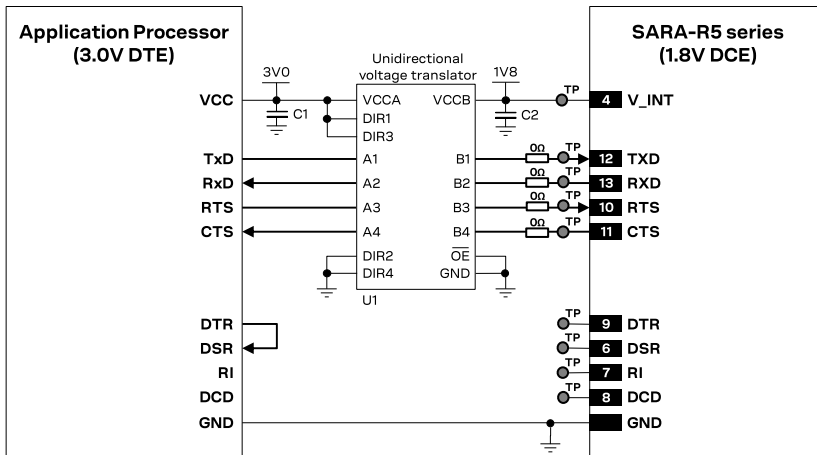 Application Processor
(3.0V DTE)
SARA-R5 series
(1.8V DCE)
Unidirectional
voltage translator
3V0
1V8
VCC
C1
VCCA
VCCB
C2
TP
4
V_INT
DIR1
DIR3
TxD
A1
B1
0Ω
TP
12
TXD
RxD
A2
B2
0Ω
TP
13
RXD
RTS
A3
B3
0Ω
TP
10
RTS
CTS
A4
B4
0Ω
TP
11
CTS
DIR2
OE
DIR4
GND
U1
DTR
TP
9
DTR
DSR
TP
6
DSR
RI
TP
7
RI
DCD
TP
8
DCD
GND
GND